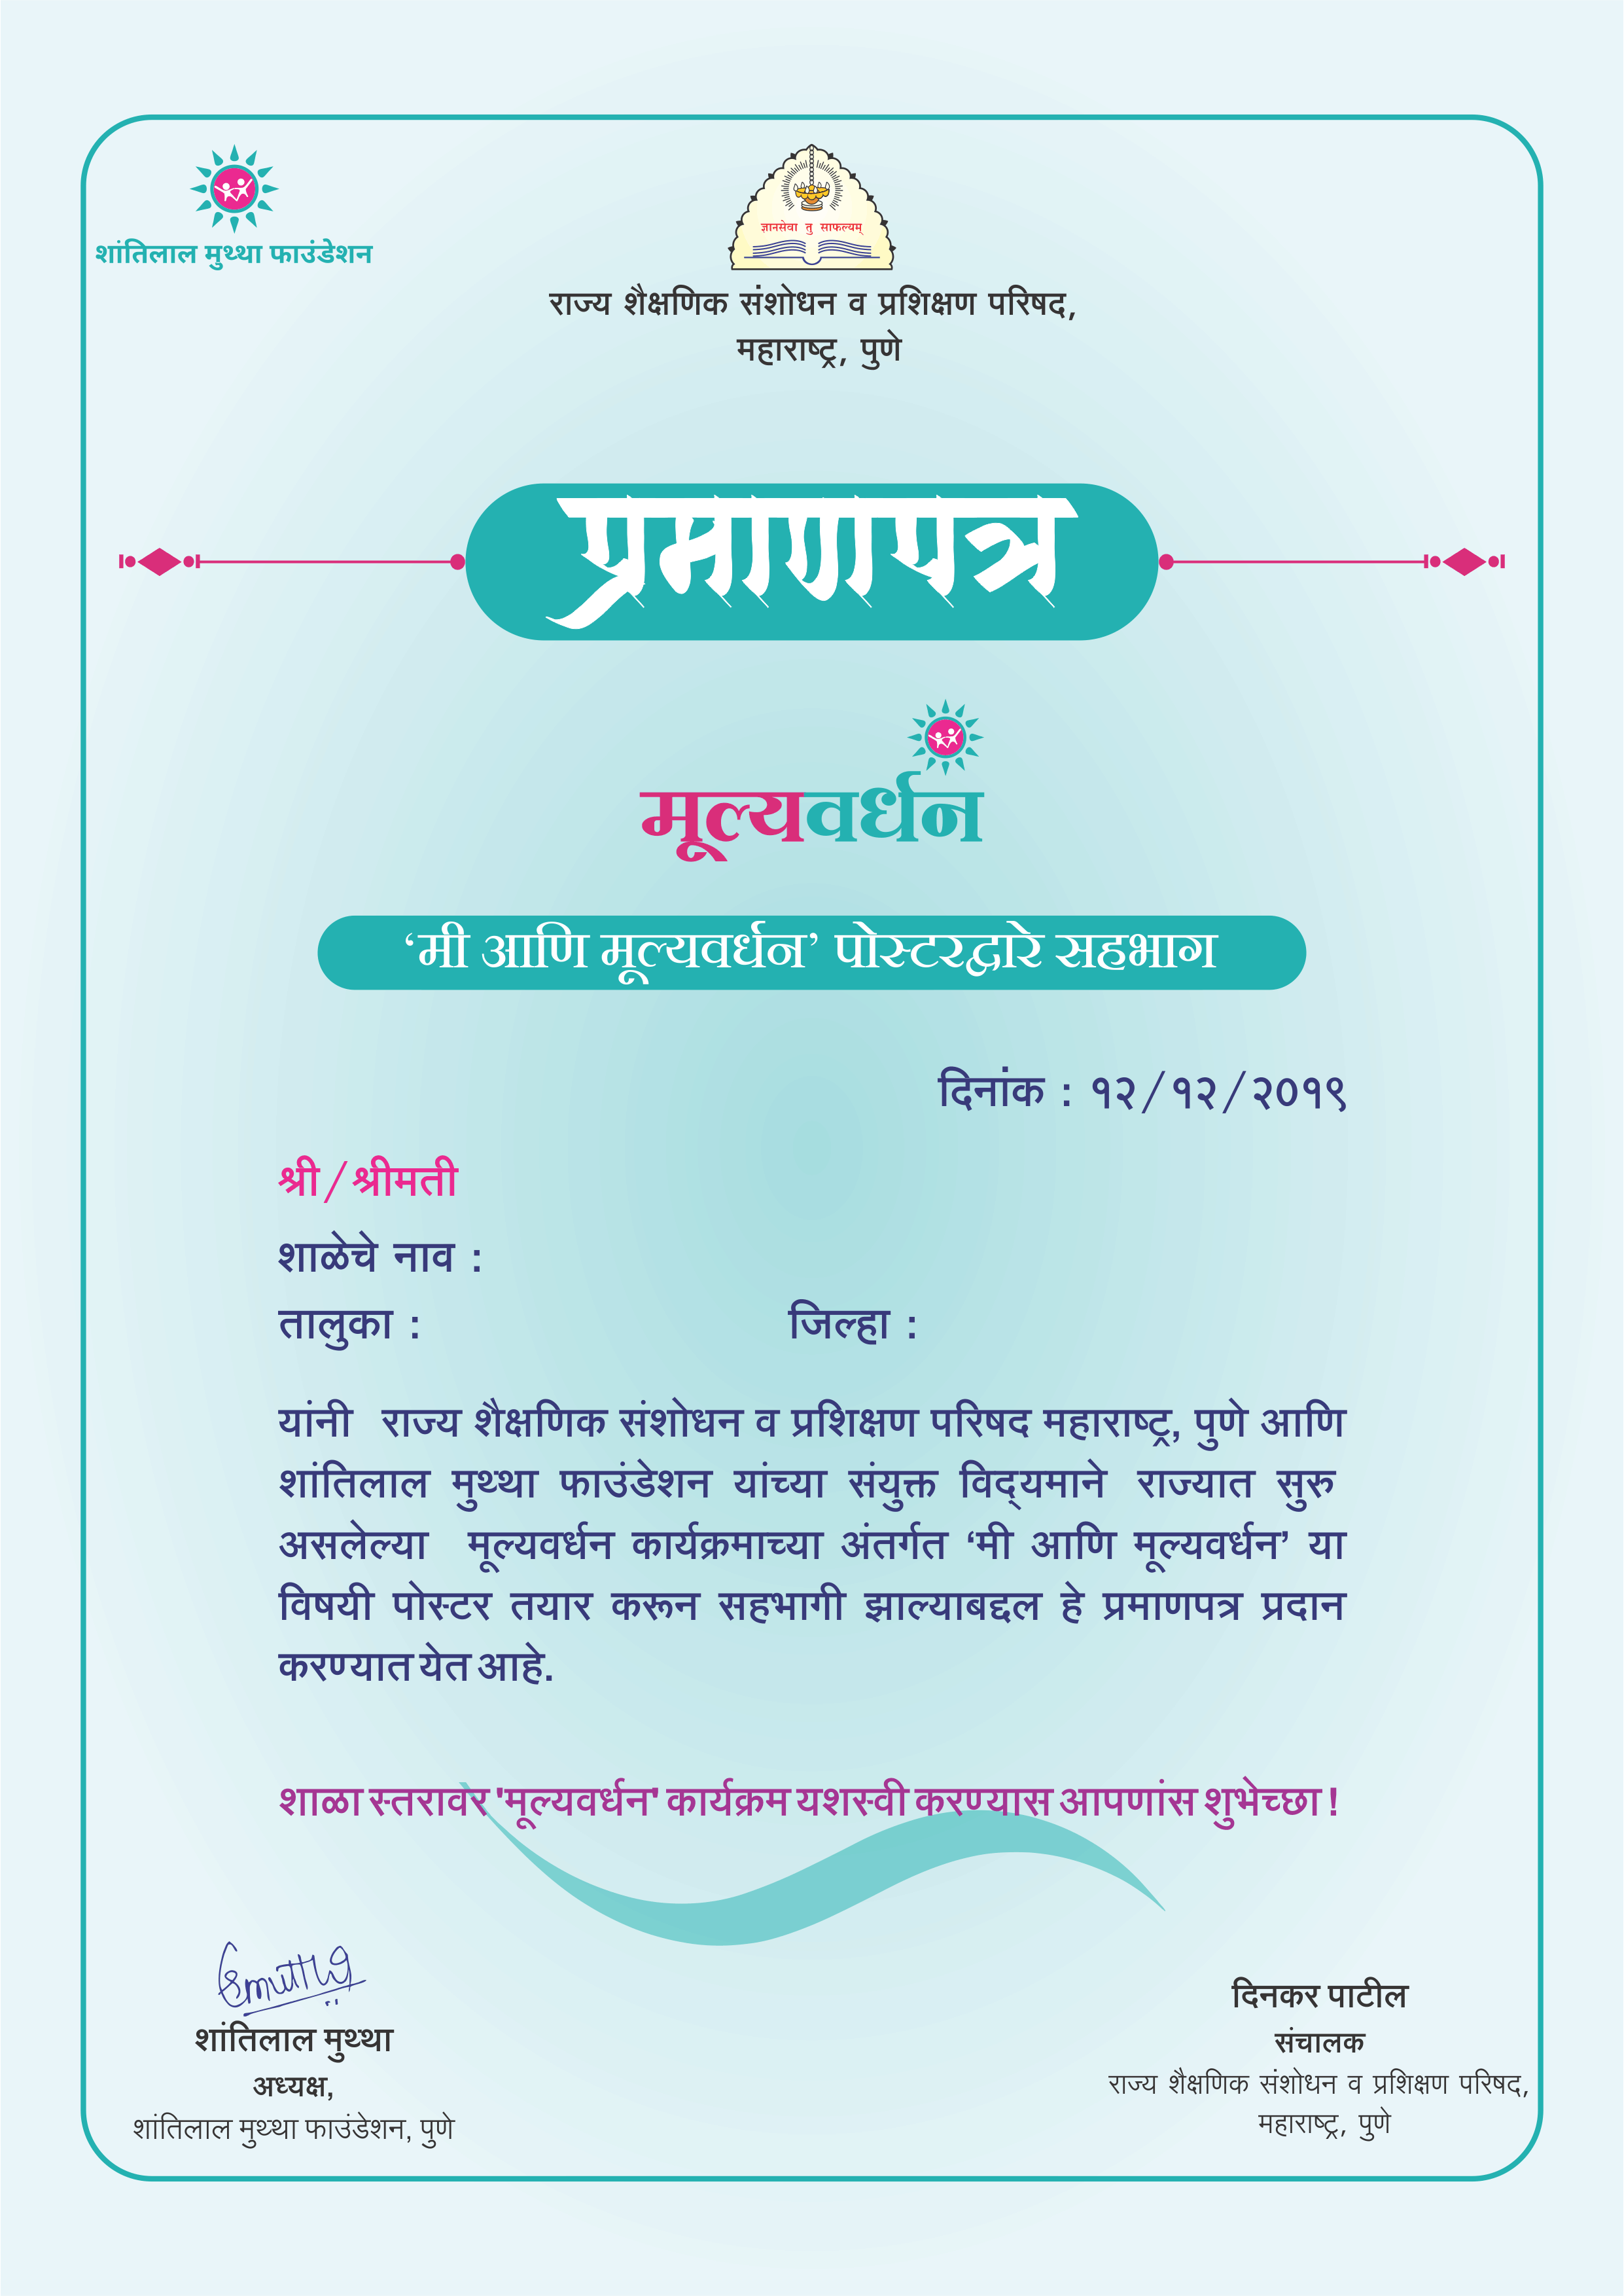 शांतिलाल मुथ्था फाउंडेशन
ज्ञानसेवा तु साफल्यम्
राज्य शैक्षणिक संशोधन व प्रशिक्षण परिषद,
महाराष्ट्र, पुणे
प्रमाणपत्र
मूल्यवर्धन
‘मी आणि मूल्यवर्धन’ पोस्टरद्वारे सहभाग
दिनांक : १२/१२/२०१९
श्री/श्रीमती
शाळेचे नाव :
तालुका : जिल्हा :
यांनी राज्य शैक्षणिक संशोधन व प्रशिक्षण परिषद महाराष्ट्र, पुणे आणि
शांतिलाल मुथ्था फाउंडेशन यांच्या संयुक्त विद्‌यमाने राज्यात सुरु
असलेल्या मूल्यवर्धन कार्यक्रमाच्या अंतर्गत ‘मी आणि मूल्यवर्धन’ या
विषयी पोस्टर तयार करून सहभागी झाल्याबद्दल हे प्रमाणपत्र प्रदान
करण्यात येत आहे.
शाळा स्तरावर 'मूल्यवर्धन' कार्यक्रम यशस्वी करण्यास आपणांस शुभेच्छा !
Smuttha
शांतिलाल मुथ्था
अध्यक्ष,
शांतिलाल मुथ्था फाउंडेशन, पुणे
दिनकर पाटील
संचालक
राज्य शैक्षणिक संशोधन व प्रशिक्षण परिषद,
महाराष्ट्र, पुणे